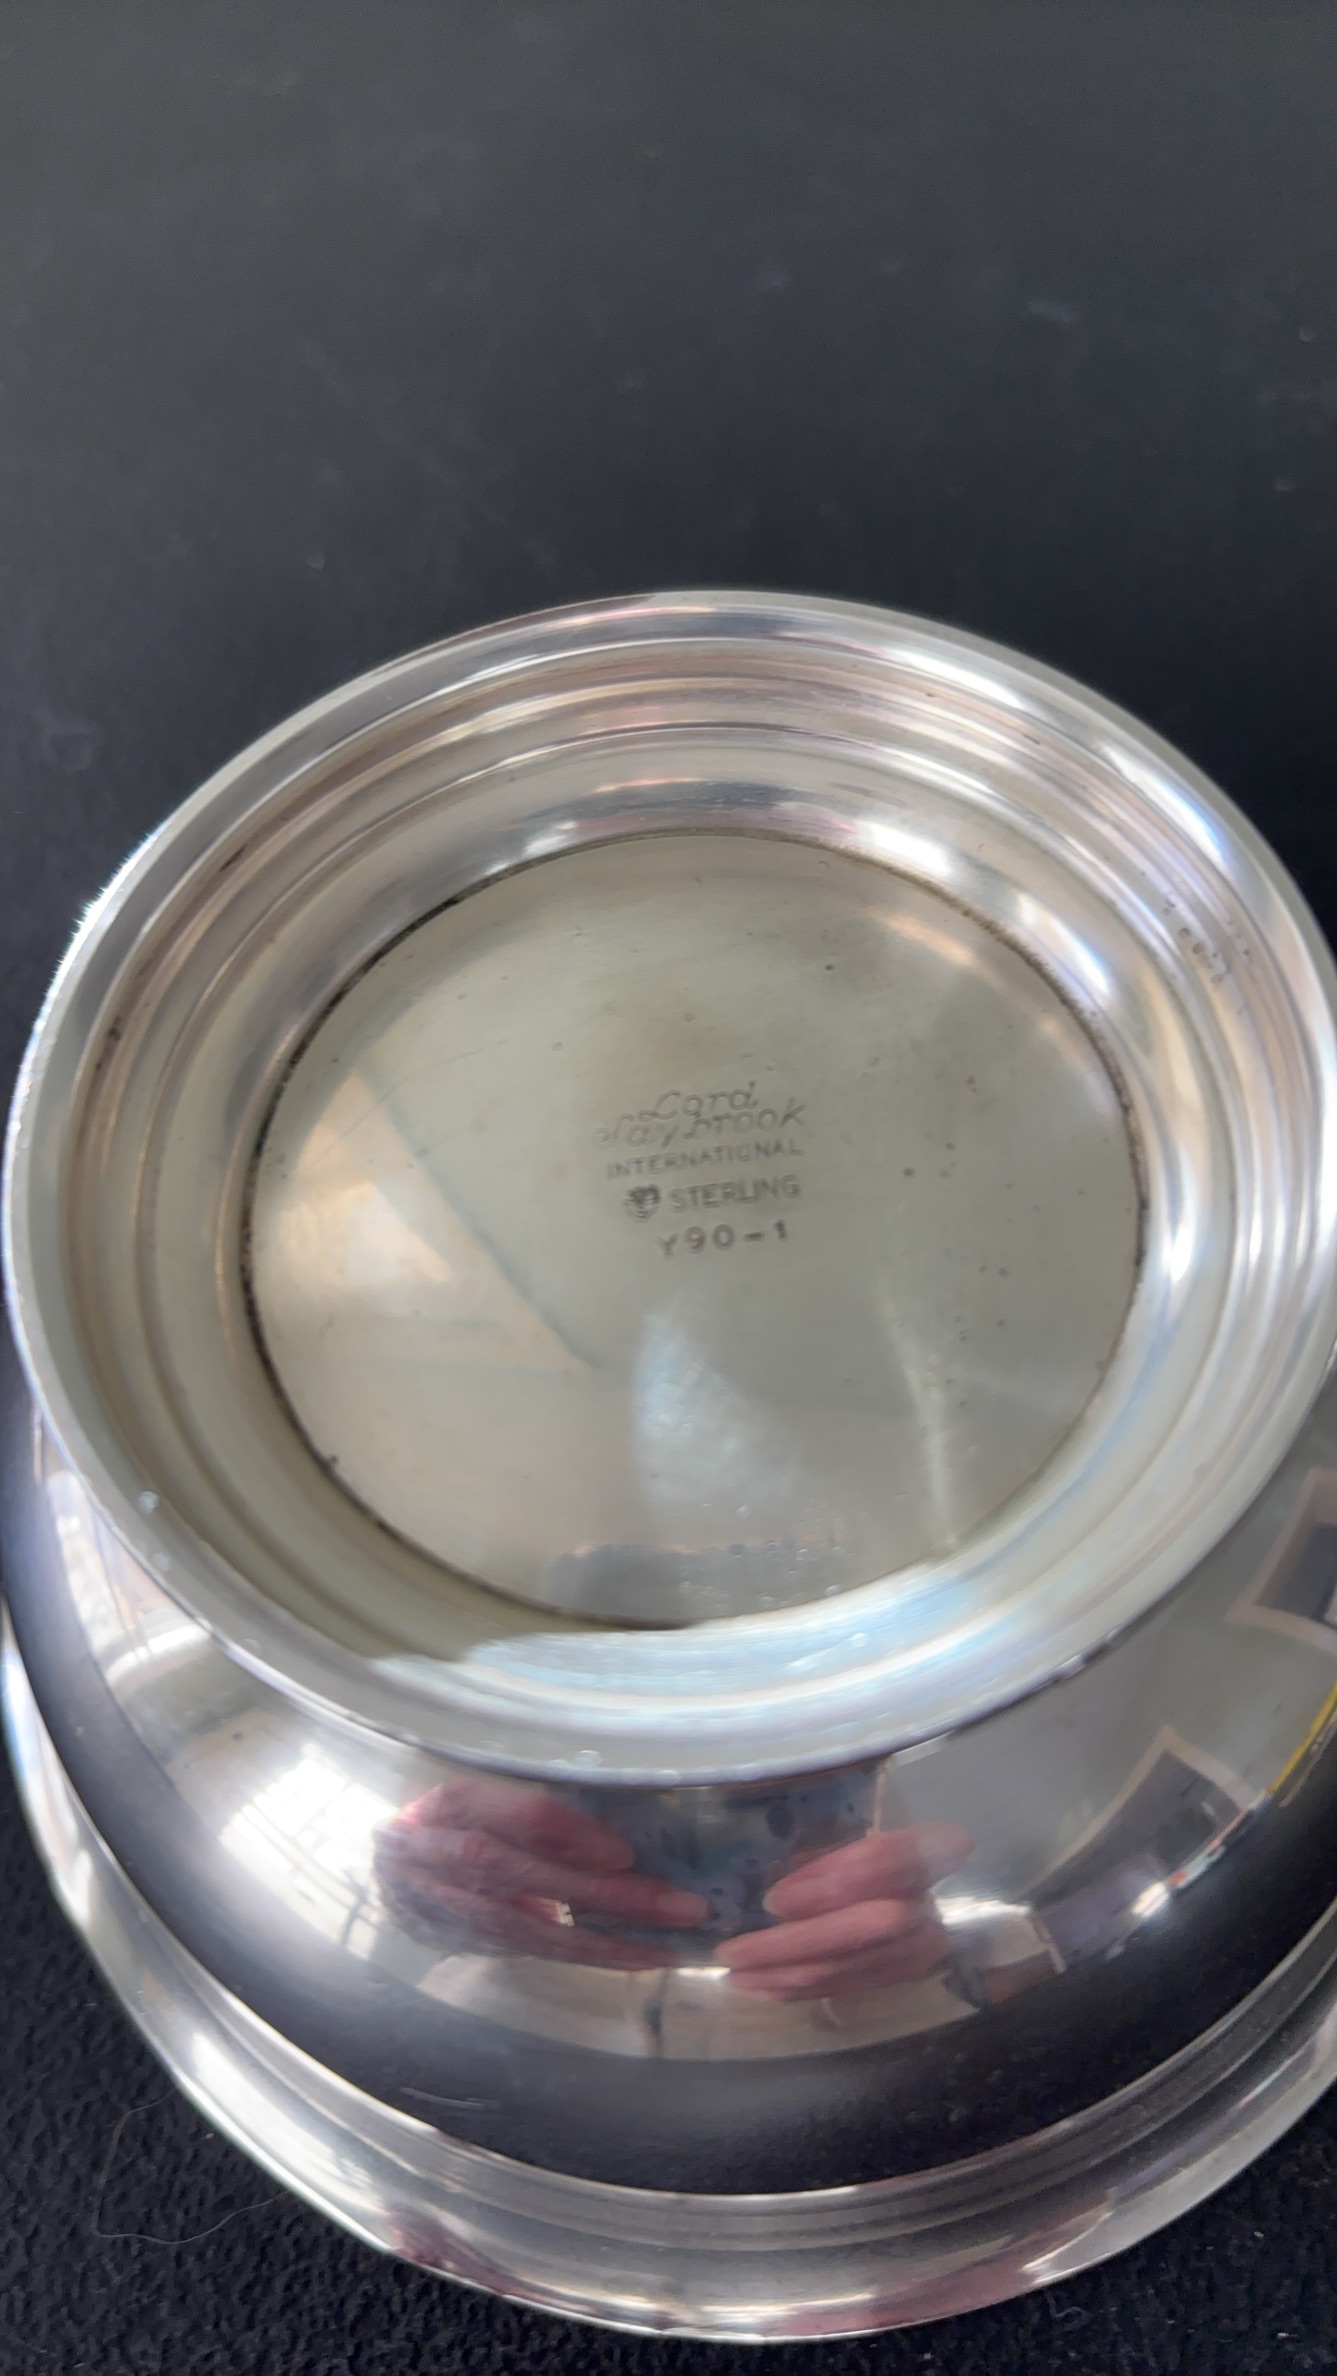 Lord
Saybrook
INTERNATIONAL
STERLING
Y90-1